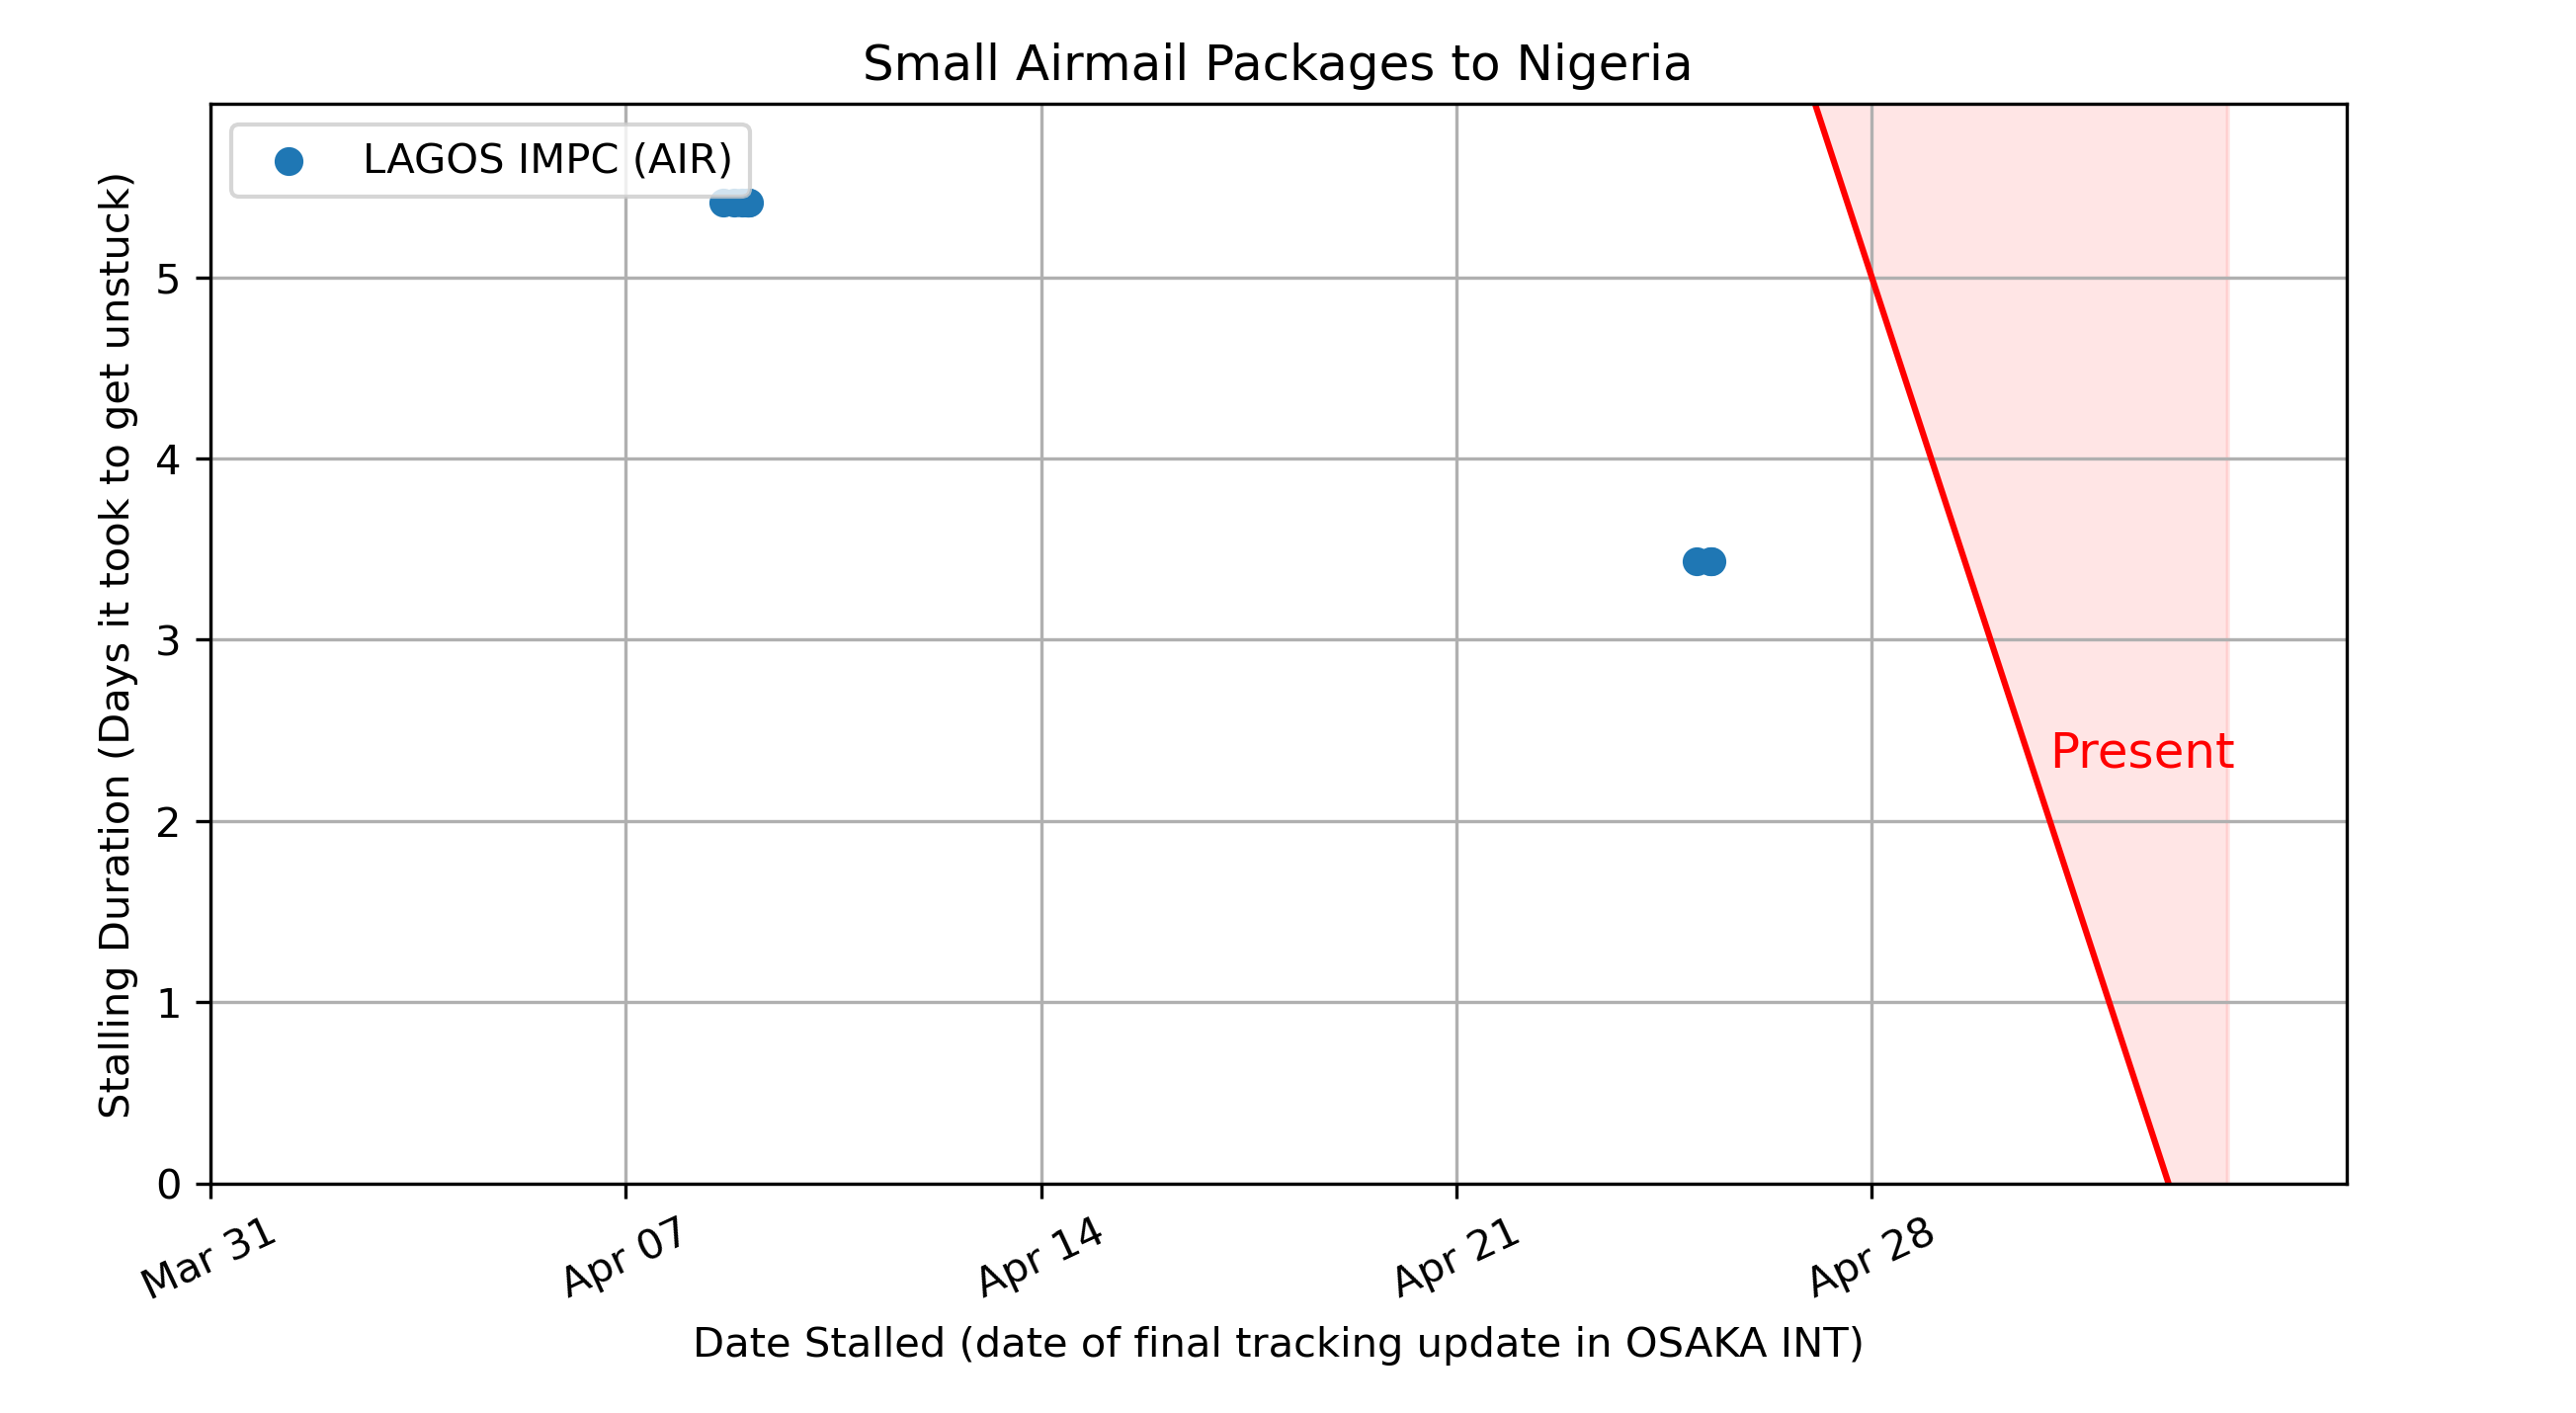 Small Airmail Packages to Nigeria
LAGOS IMPC (AIR)
Stalling Duration (Days it took to get unstuck)
5
4
3
2
1
0
Present
Mar 31
Apr 07
Apr 14
Apr 21
Apr 28
Date Stalled (date of final tracking update in OSAKA INT)